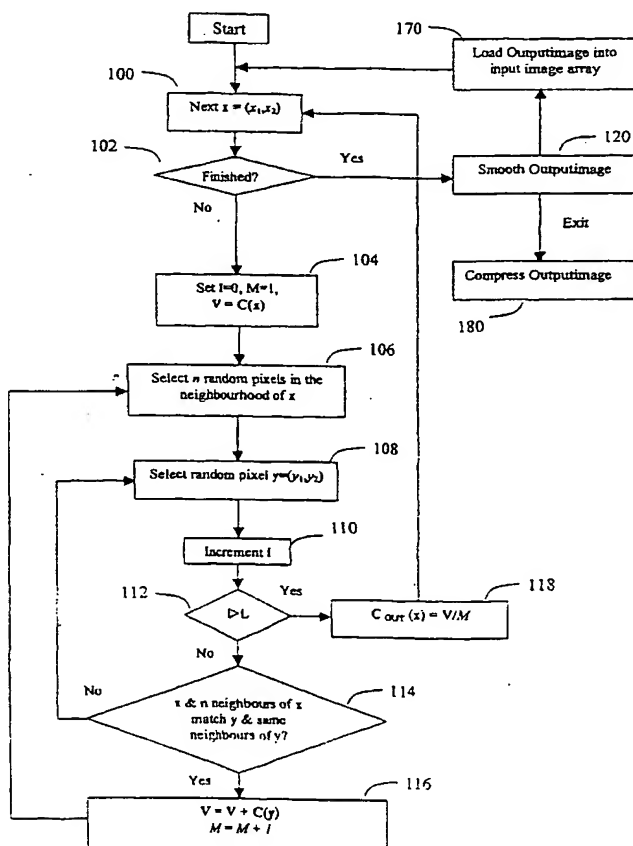 Start
170
Load Outputimage into
input image array
100
Next x = (x₁,x₂)
102
Finished?
Yes
No
120
Smooth Outputimage
Exit
Compress Outputimage
180
104
Set I=0, M=1,
V = C(x)
106
Select n random pixels in the
neighbourhood of x
108
Select random pixel y=(y₁,y₂)
110
Increment I
112
I>L
Yes
No
118
C OUT (x) = V/M
114
x & n neighbours of x
match y & same
neighbours of y?
No
Yes
116
V = V + C(y)
M = M + 1